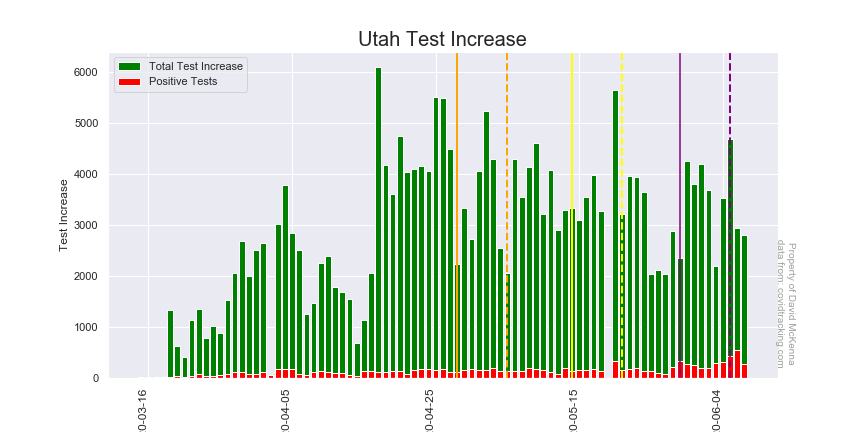 Utah Test Increase
Total Test Increase
Positive Tests
Test Increase
6000
5000
4000
3000
2000
1000
0
0-03-16
0-04-05
0-04-25
0-05-15
0-06-04
Property of David McKenna
data from: covidtracking.com